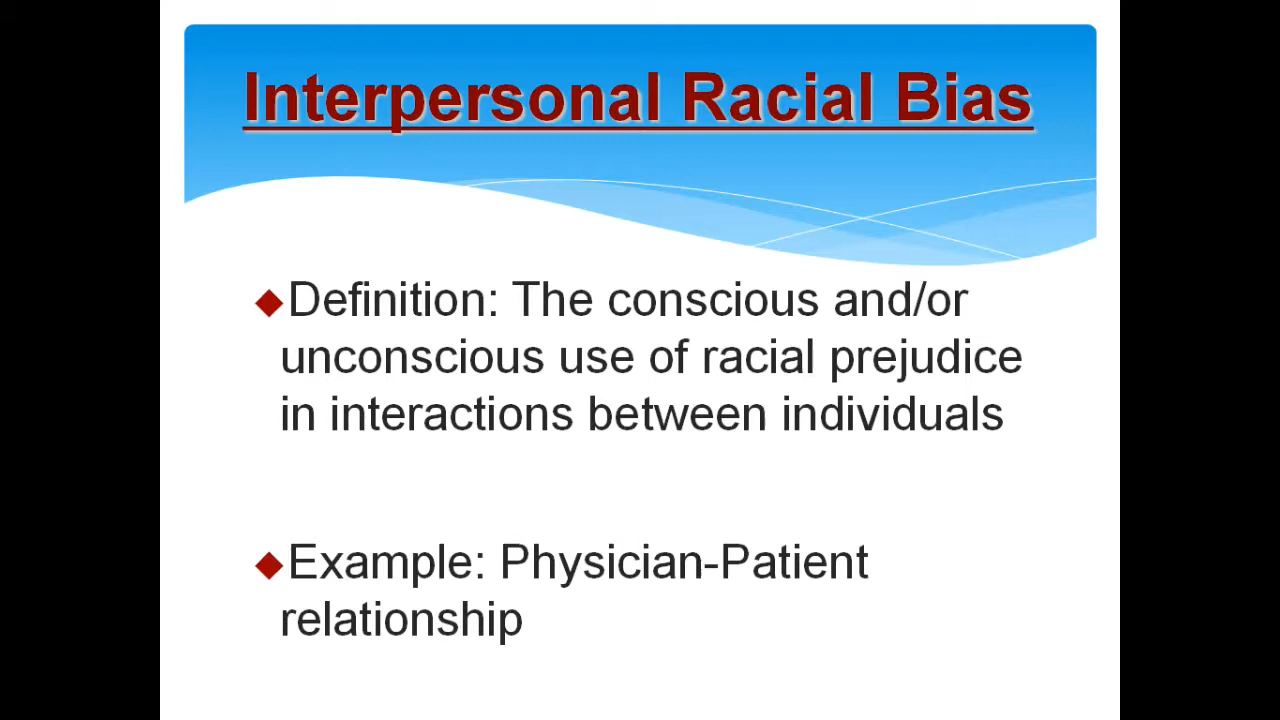 Interpersonal Racial Bias
Definition: The conscious and/or
unconscious use of racial prejudice
in interactions between individuals
Example: Physician-Patient
relationship